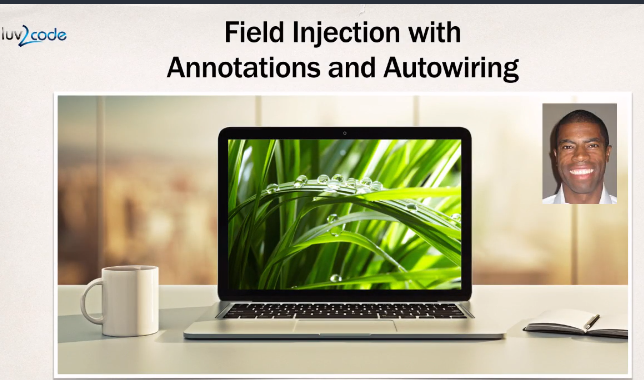 luv2code
Field Injection with
Annotations and Autowiring